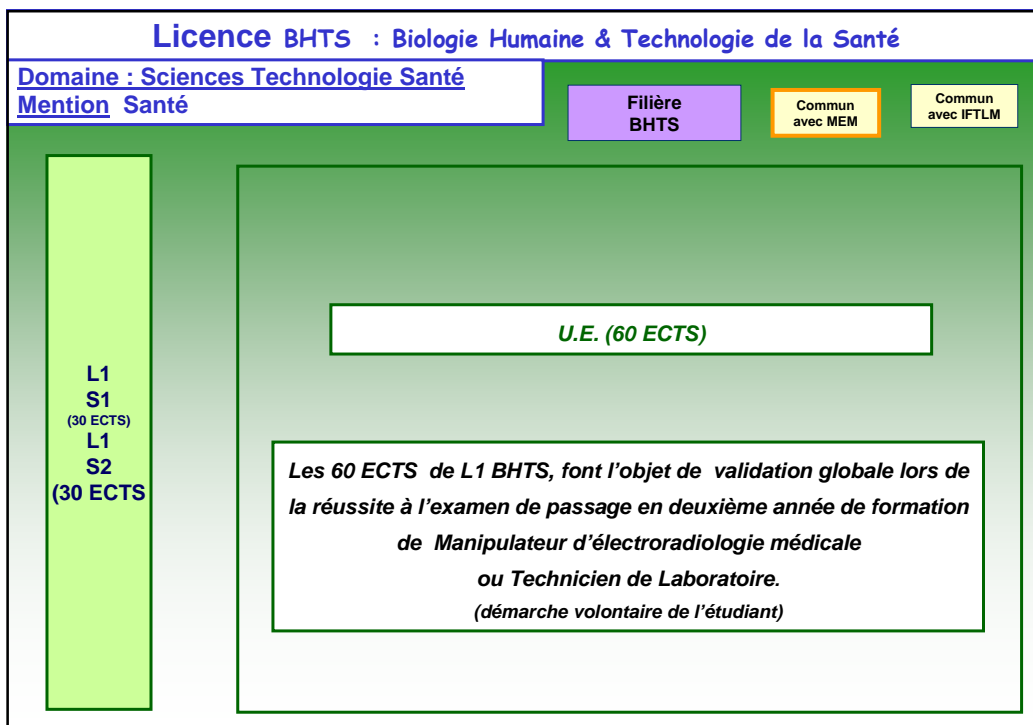 Licence BHTS : Biologie Humaine & Technologie de la Santé
Domaine : Sciences Technologie Santé
Mention Santé
Filière
BHTS
Commun
avec MEM
Commun
avec IFTLM
L1
S1
(30 ECTS)
L1
S2
(30 ECTS
U.E. (60 ECTS)
Les 60 ECTS de L1 BHTS, font l’objet de validation globale lors de
la réussite à l’examen de passage en deuxième année de formation
de Manipulateur d’électroradiologie médicale
ou Technicien de Laboratoire.
(démarche volontaire de l’étudiant)